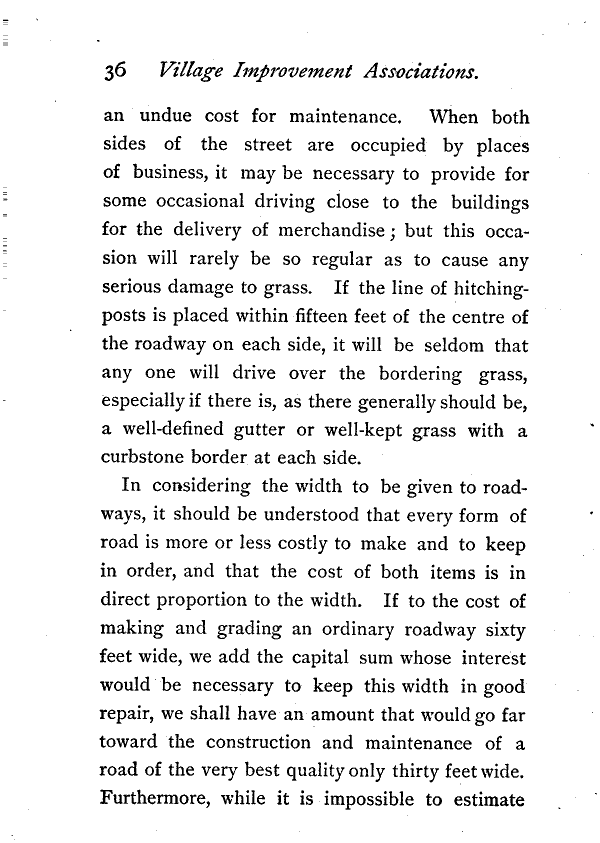 36 Village Improvement Associations.
an undue cost for maintenance. When both
sides of the street are occupied by places
of business, it may be necessary to provide for
some occasional driving close to the buildings
for the delivery of merchandise; but this occa-
sion will rarely be so regular as to cause any
serious damage to grass. If the line of hitching-
posts is placed within fifteen feet of the centre of
the roadway on each side, it will be seldom that
any one will drive over the bordering grass,
especially if there is, as there generally should be,
a well-defined gutter or well-kept grass with a
curbstone border at each side.
In considering the width to be given to road-
ways, it should be understood that every form of
road is more or less costly to make and to keep
in order, and that the cost of both items is in
direct proportion to the width. If to the cost of
making and grading an ordinary roadway sixty
feet wide, we add the capital sum whose interest
would be necessary to keep this width in good
repair, we shall have an amount that would go far
toward the construction and maintenance of a
road of the very best quality only thirty feet wide.
Furthermore, while it is impossible to estimate